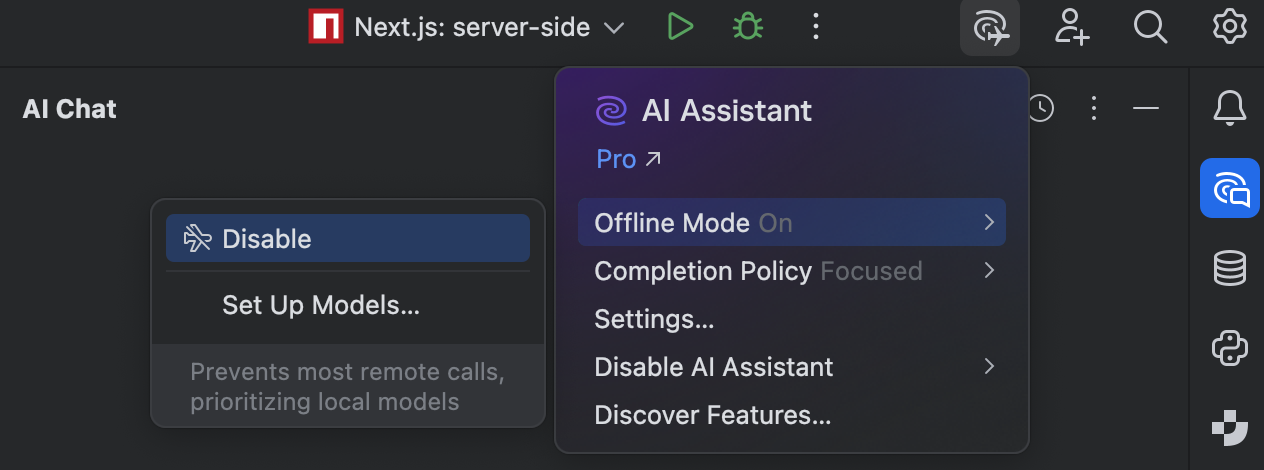 Next.js: server-side
AI Chat
AI Assistant
Pro ↗
Offline Mode On
Completion Policy Focused
Settings...
Disable AI Assistant
Discover Features...
Disable
Set Up Models...
Prevents most remote calls,
prioritizing local models